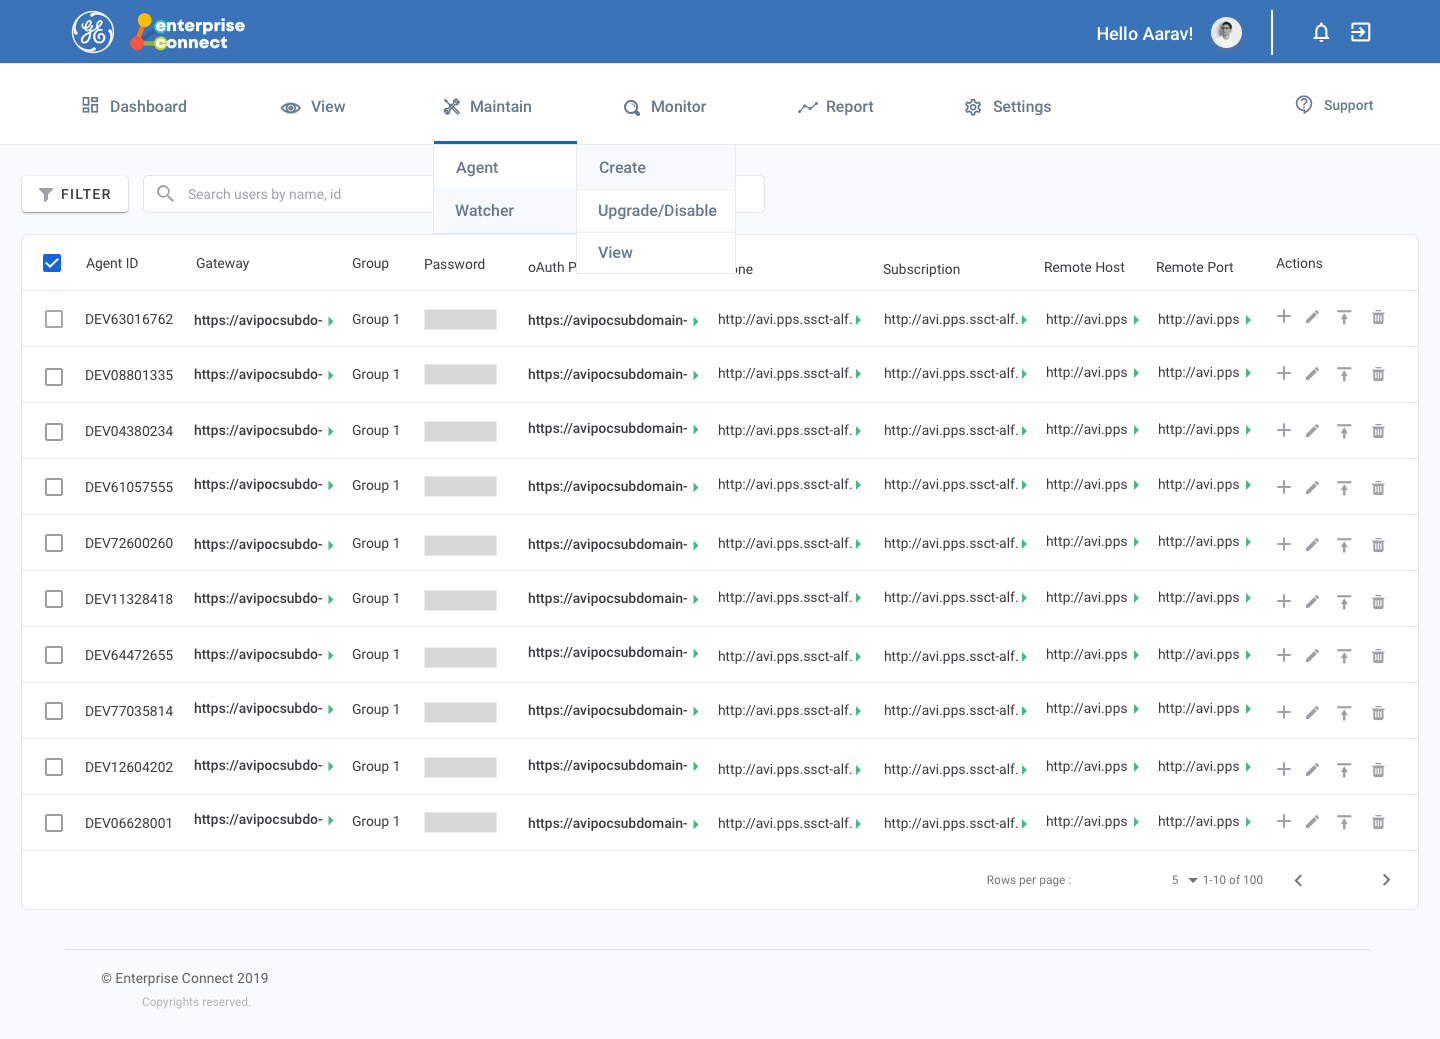 GE enterprise connect
Hello Aarav!
Dashboard View Maintain Monitor Report Settings Support
Agent Create
FILTER Search users by name, id
Watcher Upgrade/Disable
View
Agent ID Gateway Group Password oAuth P one Subscription Remote Host Remote Port Actions
DEV63016762 https://avipocsubdo- Group 1 https://avipocsubdomain- http://avi.pps.ssct-alf. http://avi.pps.ssct-alf. http://avi.pps http://avi.pps
DEV08801335 https://avipocsubdo- Group 1 https://avipocsubdomain- http://avi.pps.ssct-alf. http://avi.pps.ssct-alf. http://avi.pps http://avi.pps
DEV04380234 https://avipocsubdo- Group 1 https://avipocsubdomain- http://avi.pps.ssct-alf. http://avi.pps.ssct-alf. http://avi.pps http://avi.pps
DEV61057555 https://avipocsubdo- Group 1 https://avipocsubdomain- http://avi.pps.ssct-alf. http://avi.pps.ssct-alf. http://avi.pps http://avi.pps
DEV72600260 https://avipocsubdo- Group 1 https://avipocsubdomain- http://avi.pps.ssct-alf. http://avi.pps.ssct-alf. http://avi.pps http://avi.pps
DEV11328418 https://avipocsubdo- Group 1 https://avipocsubdomain- http://avi.pps.ssct-alf. http://avi.pps.ssct-alf. http://avi.pps http://avi.pps
DEV64472655 https://avipocsubdo- Group 1 https://avipocsubdomain- http://avi.pps.ssct-alf. http://avi.pps.ssct-alf. http://avi.pps http://avi.pps
DEV77035814 https://avipocsubdo- Group 1 https://avipocsubdomain- http://avi.pps.ssct-alf. http://avi.pps.ssct-alf. http://avi.pps http://avi.pps
DEV12604202 https://avipocsubdo- Group 1 https://avipocsubdomain- http://avi.pps.ssct-alf. http://avi.pps.ssct-alf. http://avi.pps http://avi.pps
DEV06628001 https://avipocsubdo- Group 1 https://avipocsubdomain- http://avi.pps.ssct-alf. http://avi.pps.ssct-alf. http://avi.pps http://avi.pps
Rows per page : 5 1-10 of 100
© Enterprise Connect 2019
Copyrights reserved.